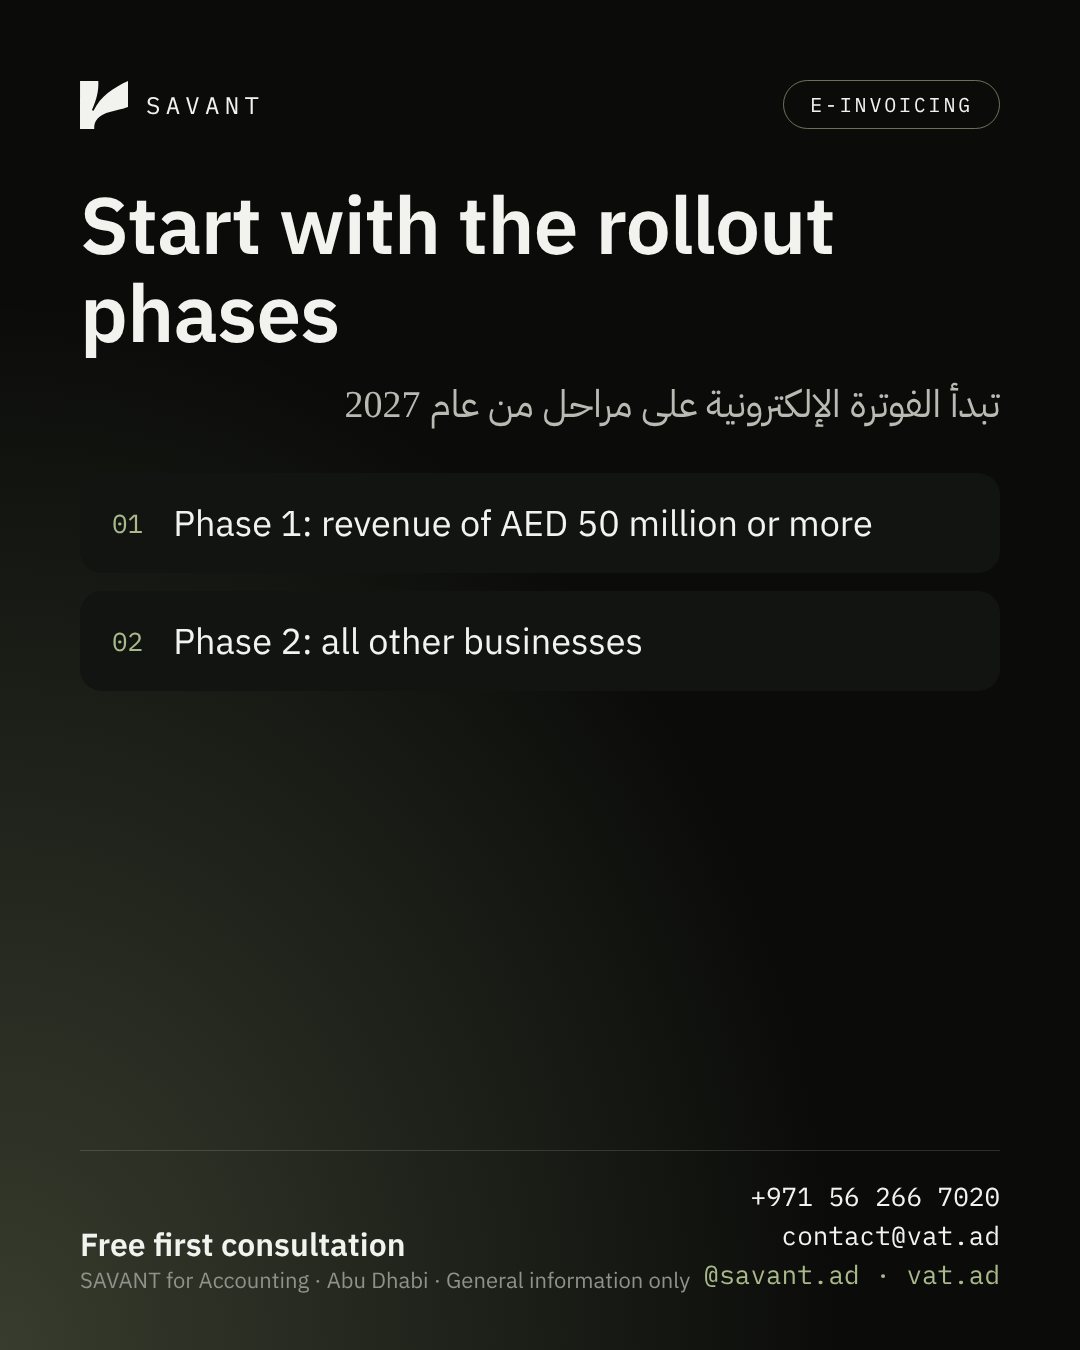 SAVANT
E-INVOICING
Start with the rollout
phases
تبدأ الفوترة الإلكترونية على مراحل من عام 2027
01 Phase 1: revenue of AED 50 million or more
02 Phase 2: all other businesses
+971 56 266 7020
contact@vat.ad
Free first consultation
SAVANT for Accounting · Abu Dhabi · General information only
@savant.ad · vat.ad